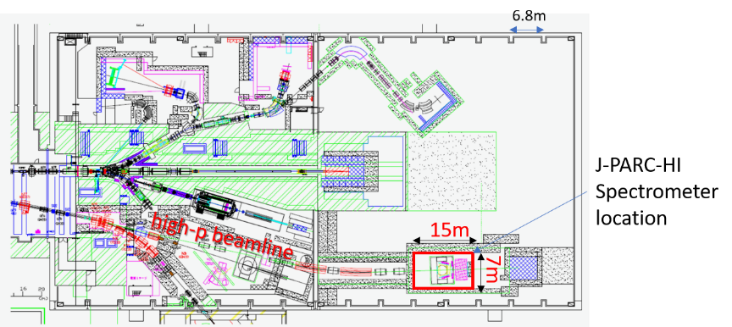 6.8m
J-PARC-HI
Spectrometer
location
15m
7m
high-p beamline